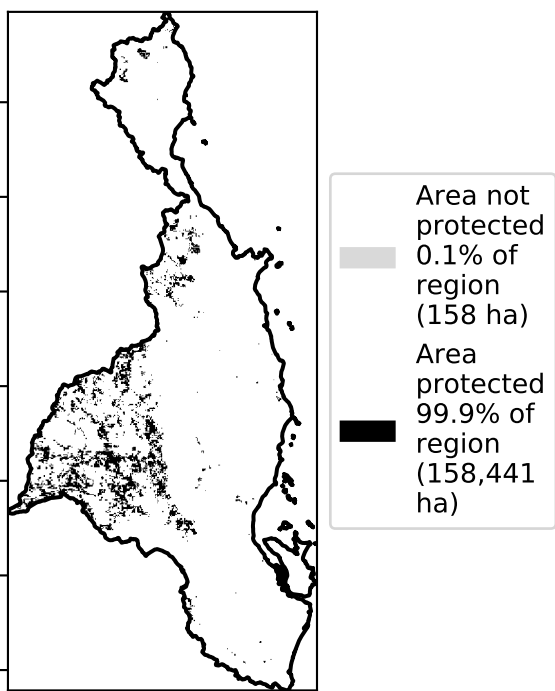 Area not
protected
0.1% of
region
(158 ha)
Area
protected
99.9% of
region
(158,441
ha)